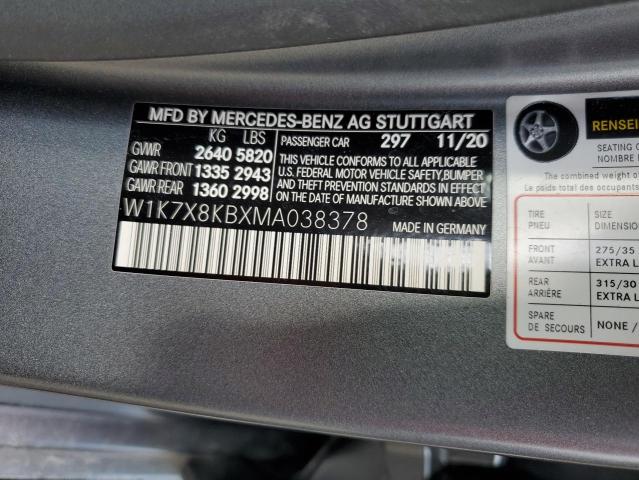 MFD BY MERCEDES-BENZ AG STUTTGART
KG LBS
PASSENGER CAR 297 11/20
GVWR 2640 5820
GAWR FRONT 1335 2943
GAWR REAR 1360 2998
THIS VEHICLE CONFORMS TO ALL APPLICABLE
U.S. FEDERAL MOTOR VEHICLE SAFETY, BUMPER
AND THEFT PREVENTION STANDARDS IN EFFECT
ON THE DATE OF MANUFACTURE SHOWN ABOVE.
W1K7X8KBXMA038378
MADE IN GERMANY
RENSEI
SEATING
NOMBRE
The combined weight of
Le poids total des occupants
TIRE SIZE
PNEU DIMENSION
FRONT 275/35
AVANT EXTRA L
REAR 315/30
ARRIÈRE EXTRA L
SPARE
DE SECOURS NONE /